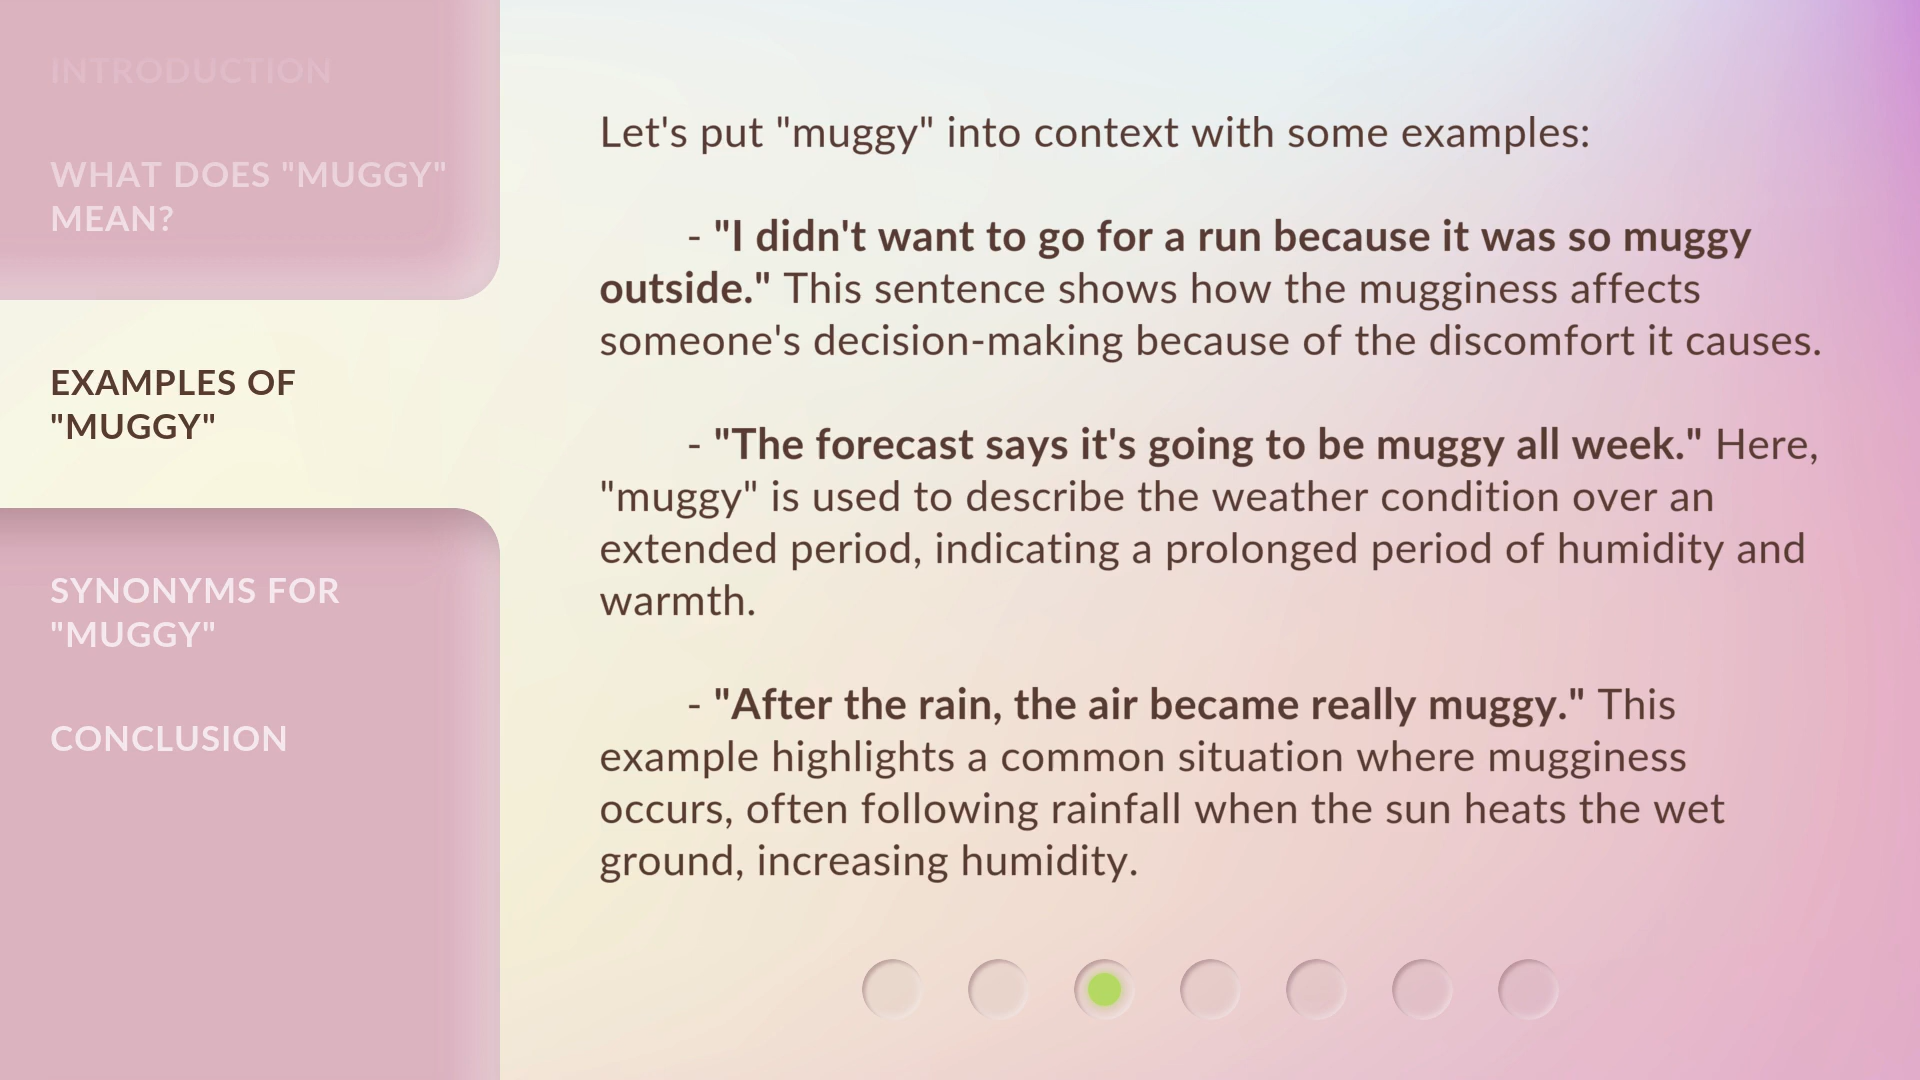 INTRODUCTION
WHAT DOES "MUGGY"
MEAN?
EXAMPLES OF
"MUGGY"
SYNONYMS FOR
"MUGGY"
CONCLUSION
Let's put "muggy" into context with some examples:
- "I didn't want to go for a run because it was so muggy
outside." This sentence shows how the mugginess affects
someone's decision-making because of the discomfort it causes.
- "The forecast says it's going to be muggy all week." Here,
"muggy" is used to describe the weather condition over an
extended period, indicating a prolonged period of humidity and
warmth.
- "After the rain, the air became really muggy." This
example highlights a common situation where mugginess
occurs, often following rainfall when the sun heats the wet
ground, increasing humidity.